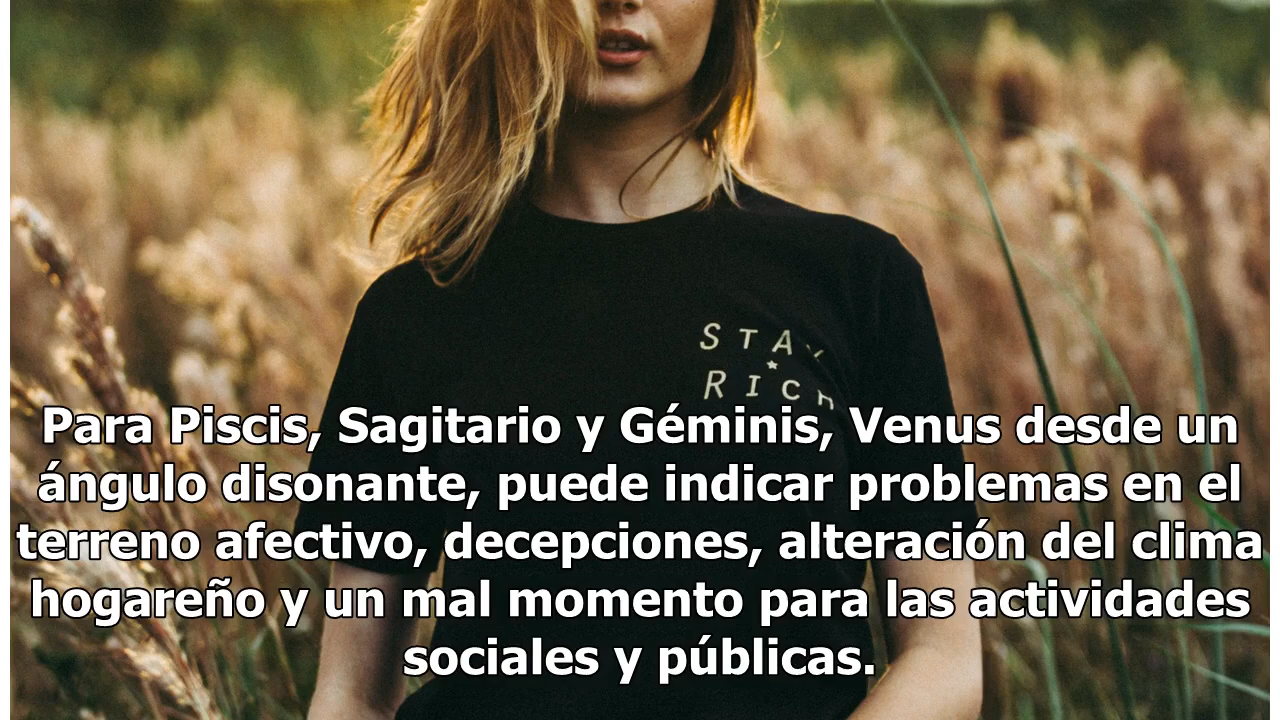 STAY
RICH
Para Piscis, Sagitario y Géminis, Venus desde un
ángulo disonante, puede indicar problemas en el
terreno afectivo, decepciones, alteración del clima
hogareño y un mal momento para las actividades
sociales y públicas.